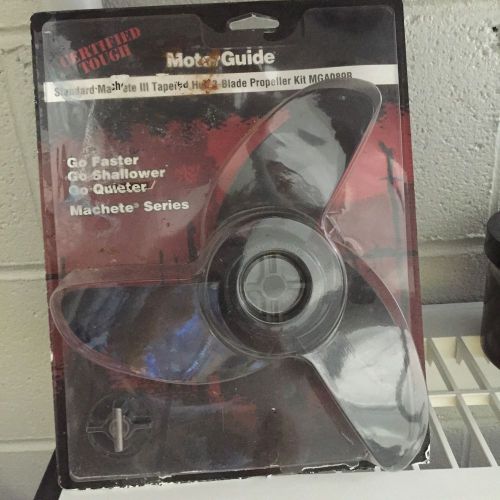 CERTIFIED
TOUGH
MotorGuide
Standard Machete III Tapered Hub 3-Blade Propeller Kit MGA089B
Go Faster
Go Shallower
Go Quieter
Machete® Series